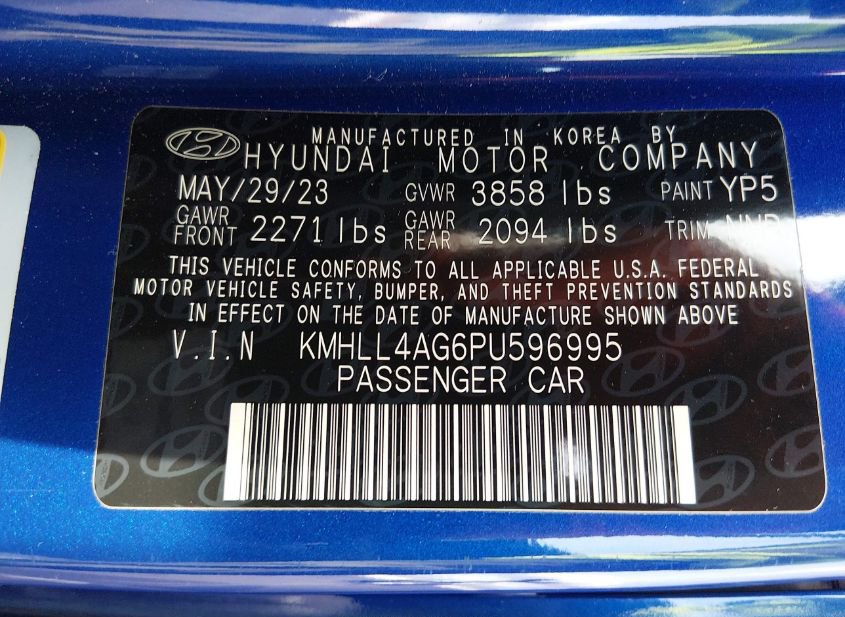 MANUFACTURED IN KOREA BY
HYUNDAI MOTOR COMPANY
MAY/29/23 GVWR 3858 lbs PAINT YP5
GAWR FRONT 2271 lbs GAWR REAR 2094 lbs TRIM
THIS VEHICLE CONFORMS TO ALL APPLICABLE U.S.A. FEDERAL
MOTOR VEHICLE SAFETY, BUMPER, AND THEFT PREVENTION STANDARDS
IN EFFECT ON THE DATE OF MANUFACTURE SHOWN ABOVE
V.I.N KMHLL4AG6PU596995
PASSENGER CAR